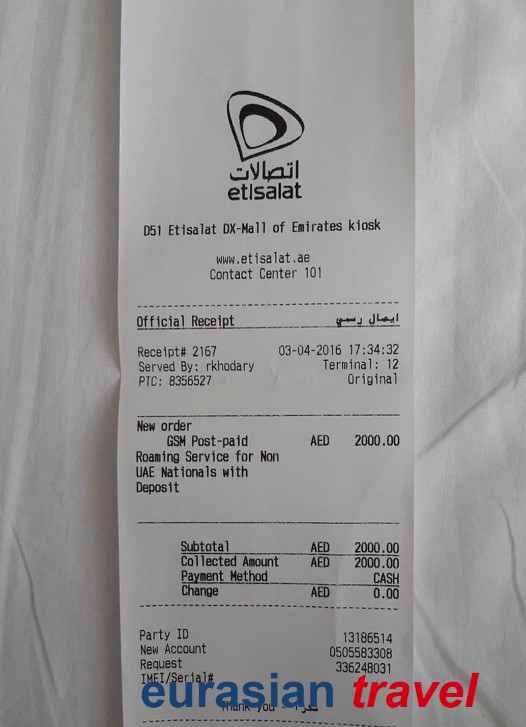 اتصالات
etisalat
D51 Etisalat DX-Mall of Emirates kiosk
www.etisalat.ae
Contact Center 101
Official Receipt ايصال رسمي
Receipt# 2167 03-04-2016 17:34:32
Served By: rkhodary Terminal: 12
PTC: 8356527 Original
New order
GSM Post-paid AED 2000.00
Roaming Service for Non
UAE Nationals with
Deposit
Subtotal AED 2000.00
Collected Amount AED 2000.00
Payment Method CASH
Change AED 0.00
Party ID 13186514
New Account 0505583308
Request 336248031
IMEI/Serial#
eurasian travel
Thank you